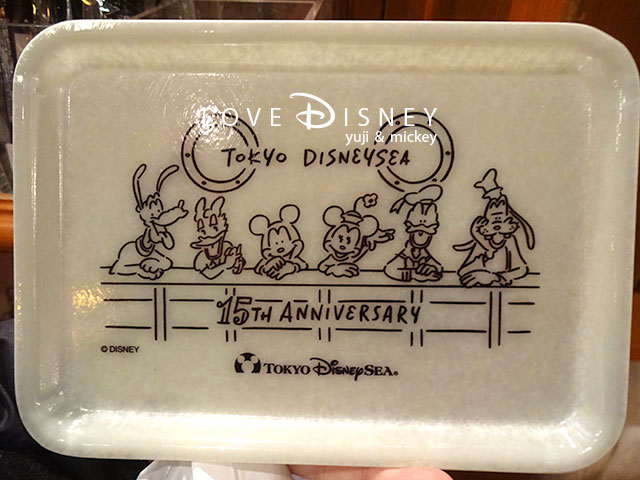 LOVE DISNEY
yuji & mickey
TOKYO DISNEYSEA
15TH ANNIVERSARY
© DISNEY
TOKYO DISNEYSEA®